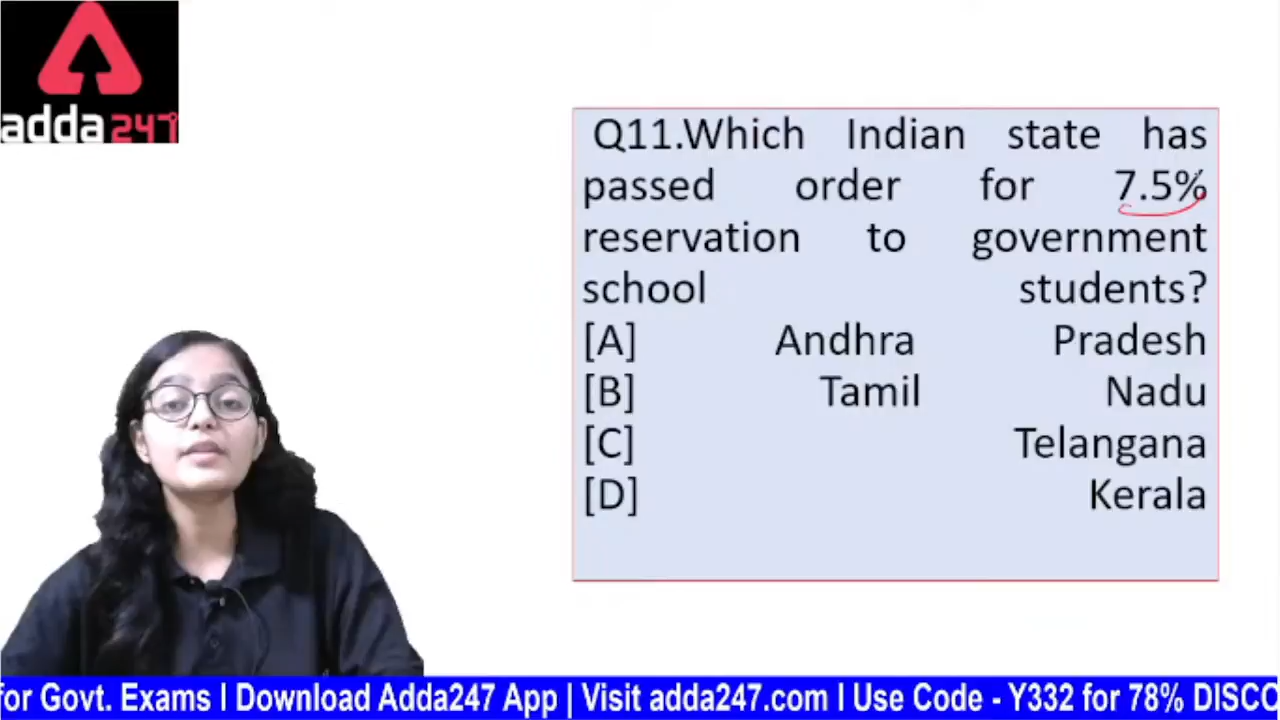 adda247
Q11.Which Indian state has
passed order for 7.5%
reservation to government
school students?
[A] Andhra Pradesh
[B] Tamil Nadu
[C] Telangana
[D] Kerala
for Govt. Exams I Download Adda247 App | Visit adda247.com I Use Code - Y332 for 78% DISCO